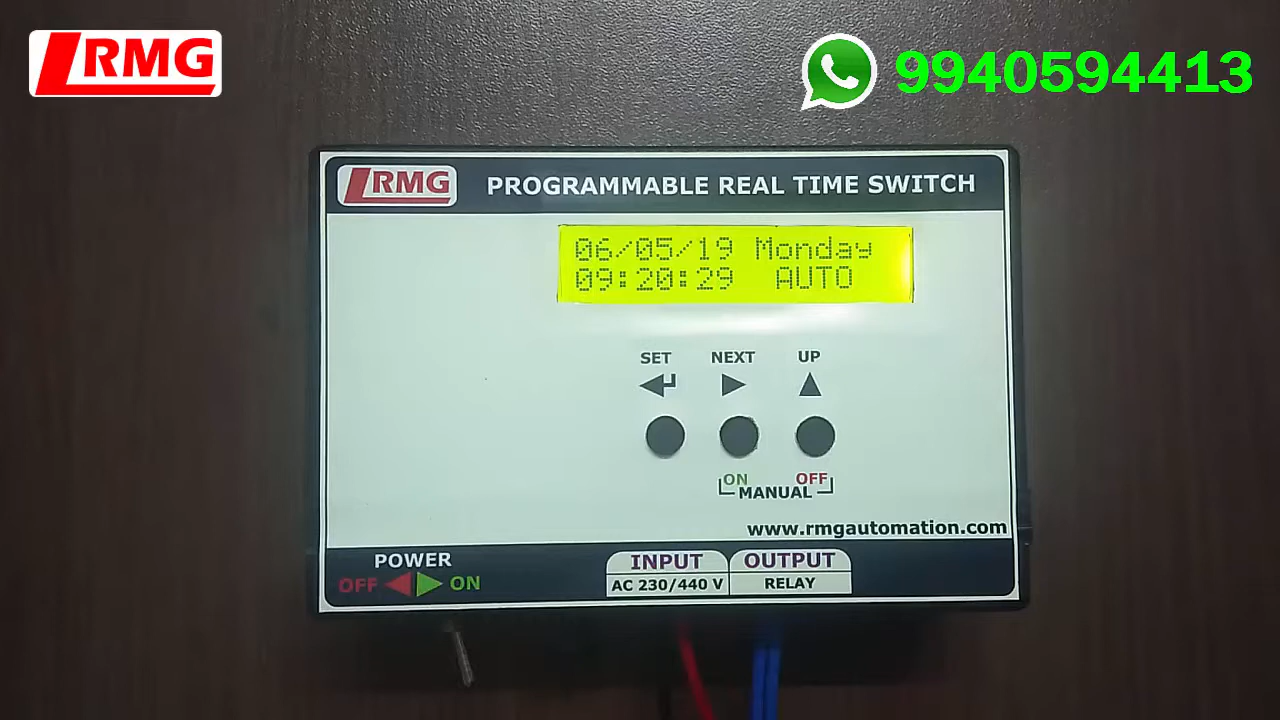 RMG
9940594413
RMG PROGRAMMABLE REAL TIME SWITCH
06/05/19 Monday
09:20:29 AUTO
SET NEXT UP
ON OFF
MANUAL
www.rmgautomation.com
POWER
OFF ON
INPUT OUTPUT
AC 230/440 V RELAY